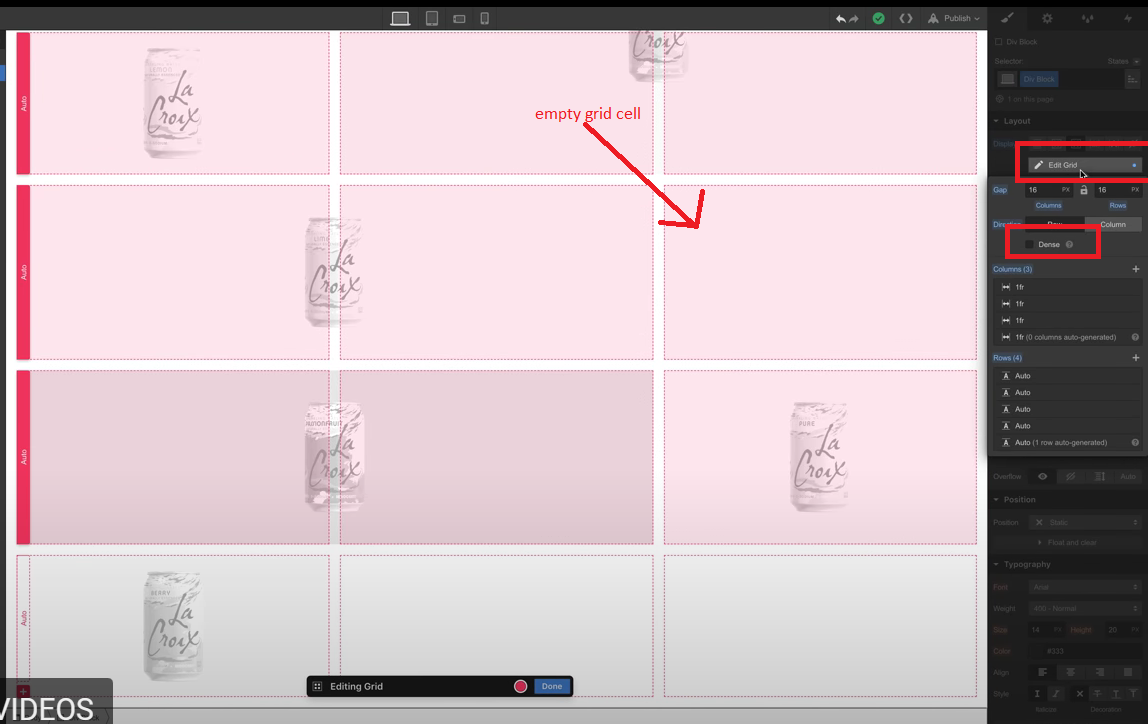 Publish
Div Block
Selector:
States
Div Block
1 on this page
Layout
Display
Edit Grid
Gap
16 PX
16 PX
Columns
Rows
Direction
Row
Column
Dense
Columns (3)
1fr
1fr
1fr
1fr (0 columns auto-generated)
Rows (4)
Auto
Auto
Auto
Auto
Auto (1 row auto-generated)
Overflow
Auto
Position
Position
Static
Float and clear
Typography
Font
Arial
Weight
400 - Normal
Size
14 PX
Height
20 PX
Color
#333
Align
Style
Italicize
Decoration
empty grid cell
Auto
LEMON
La
Croix
Croix
Auto
LIME
La
Croix
Auto
La
Croix
PURE
La
Croix
Auto
BERRY
La
Croix
Editing Grid
Done
VIDEOS